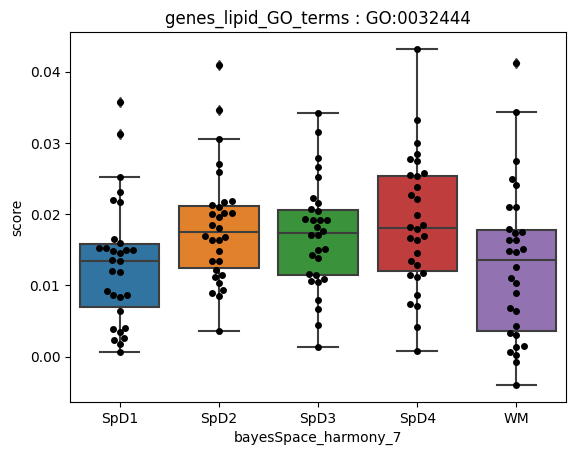 genes_lipid_GO_terms : GO:0032444
0.04
0.03
0.02
0.01
0.00
score
SpD1 SpD2 SpD3 SpD4 WM
bayesSpace_harmony_7